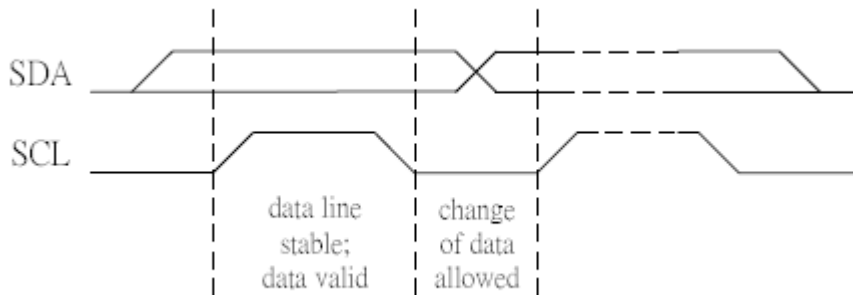 SDA
SCL
data line
stable;
data valid
change
of data
allowed